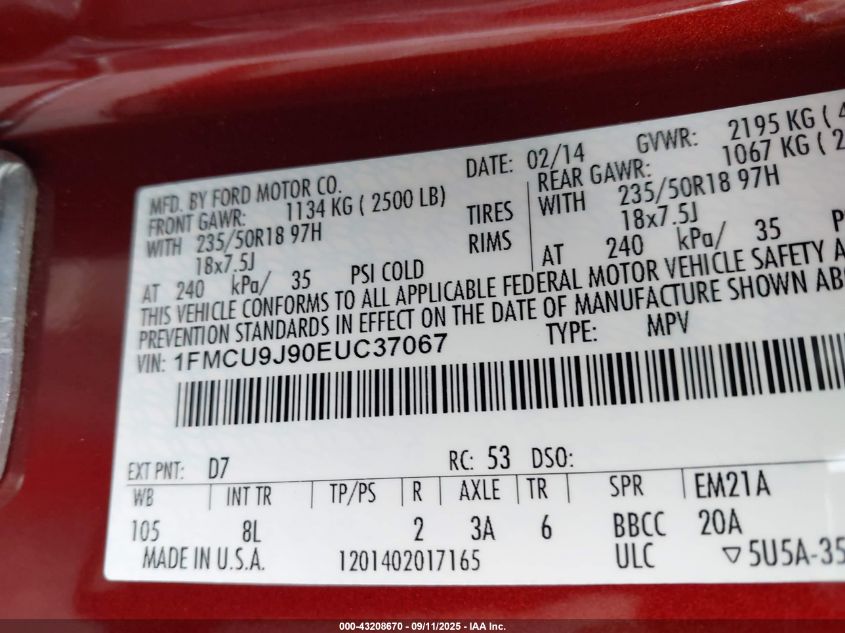 MFD. BY FORD MOTOR CO. DATE: 02/14 GVWR: 2195 KG ( 4
FRONT GAWR: 1134 KG ( 2500 LB) REAR GAWR: 1067 KG ( 2
WITH 235/50R18 97H TIRES WITH 235/50R18 97H
18x7.5J RIMS 18x7.5J
AT 240 kPa/ 35 PSI COLD AT 240 kPa/ 35
THIS VEHICLE CONFORMS TO ALL APPLICABLE FEDERAL MOTOR VEHICLE SAFETY
PREVENTION STANDARDS IN EFFECT ON THE DATE OF MANUFACTURE SHOWN
VIN: 1FMCU9J90EUC37067 TYPE: MPV
EXT PNT: D7 RC: 53 DSO:
WB INT TR TP/PS R AXLE TR SPR EM21A
105 8L 2 3A 6 BBCC 20A
MADE IN U.S.A. 1201402017165 ULC ▽5U5A-35
000-43208670 - 09/11/2025 - IAA Inc.